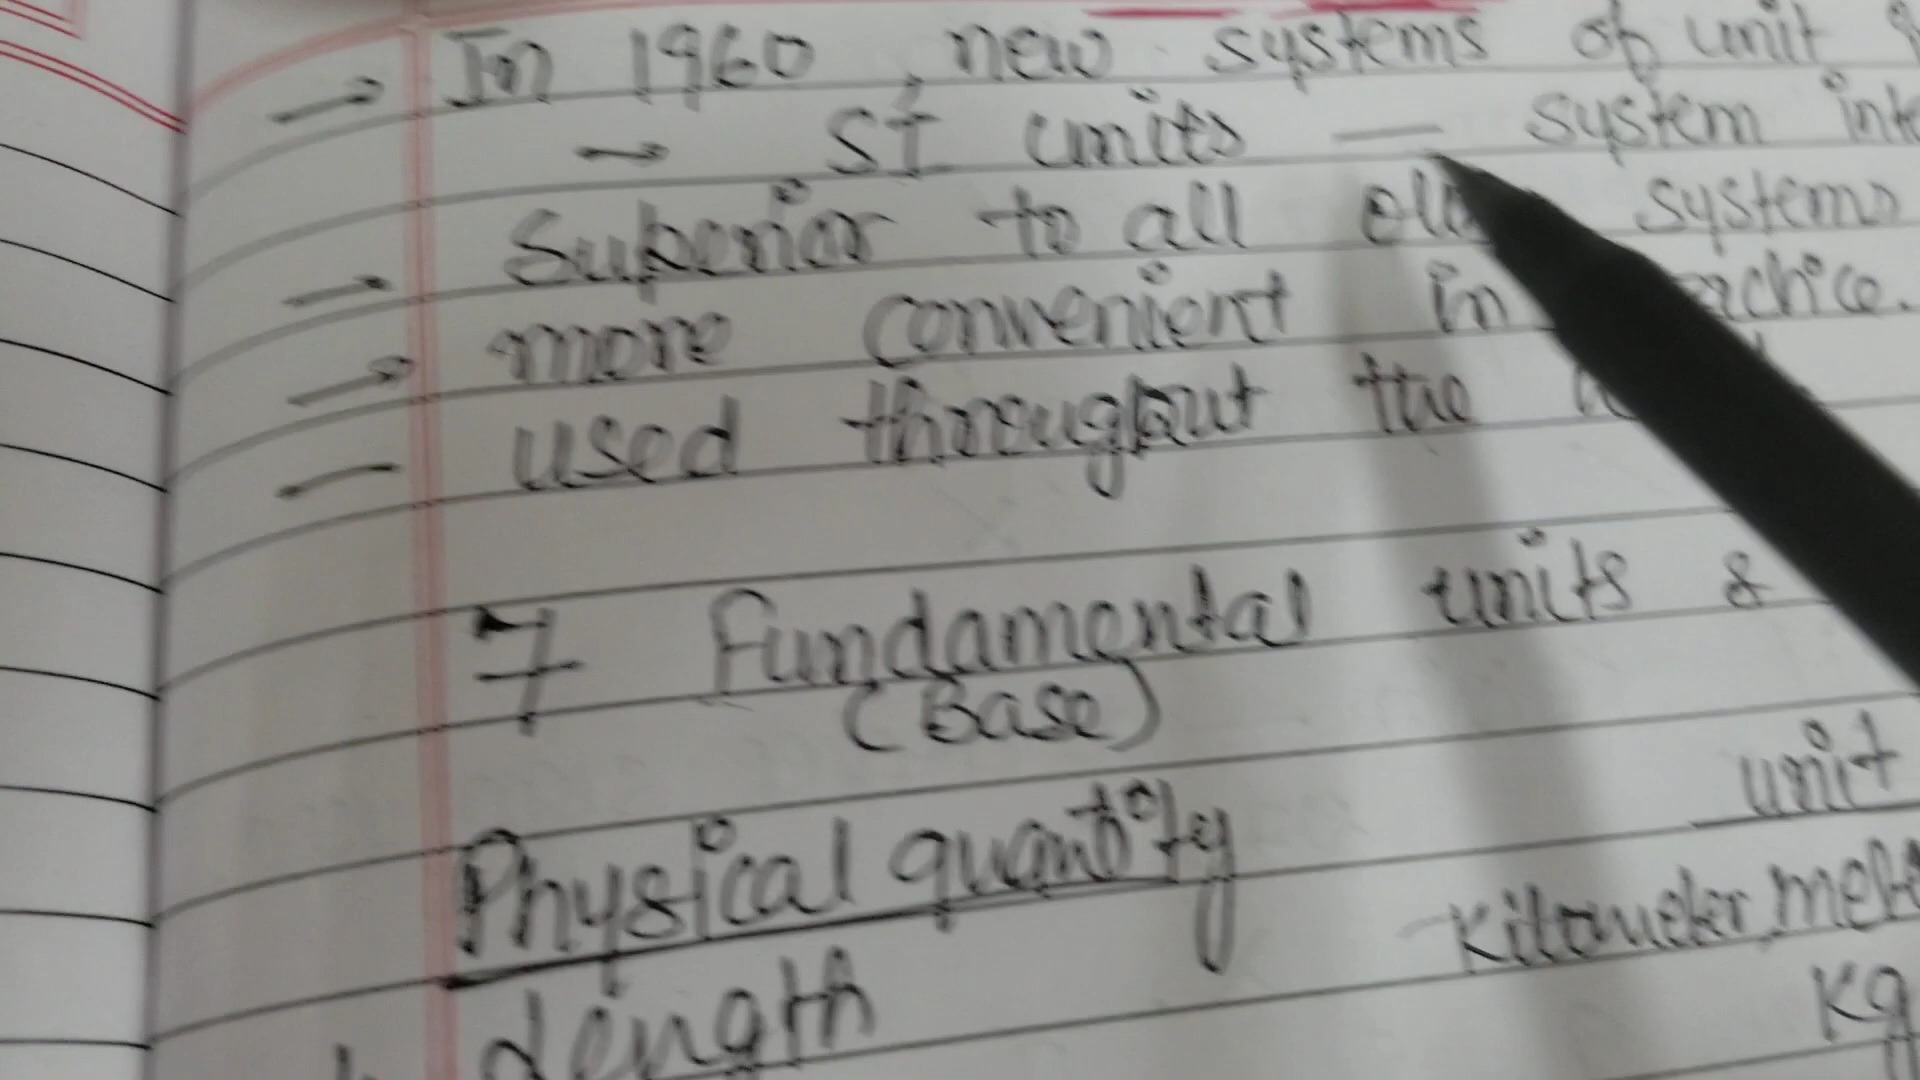 → In 1960, new systems of unit
→ SI units — system
→ Superior to all systems
→ more convenient in
— used throughout the
7 Fundamental units &
(Base)
Physical quantity unit
Length Kilometer,
Kg